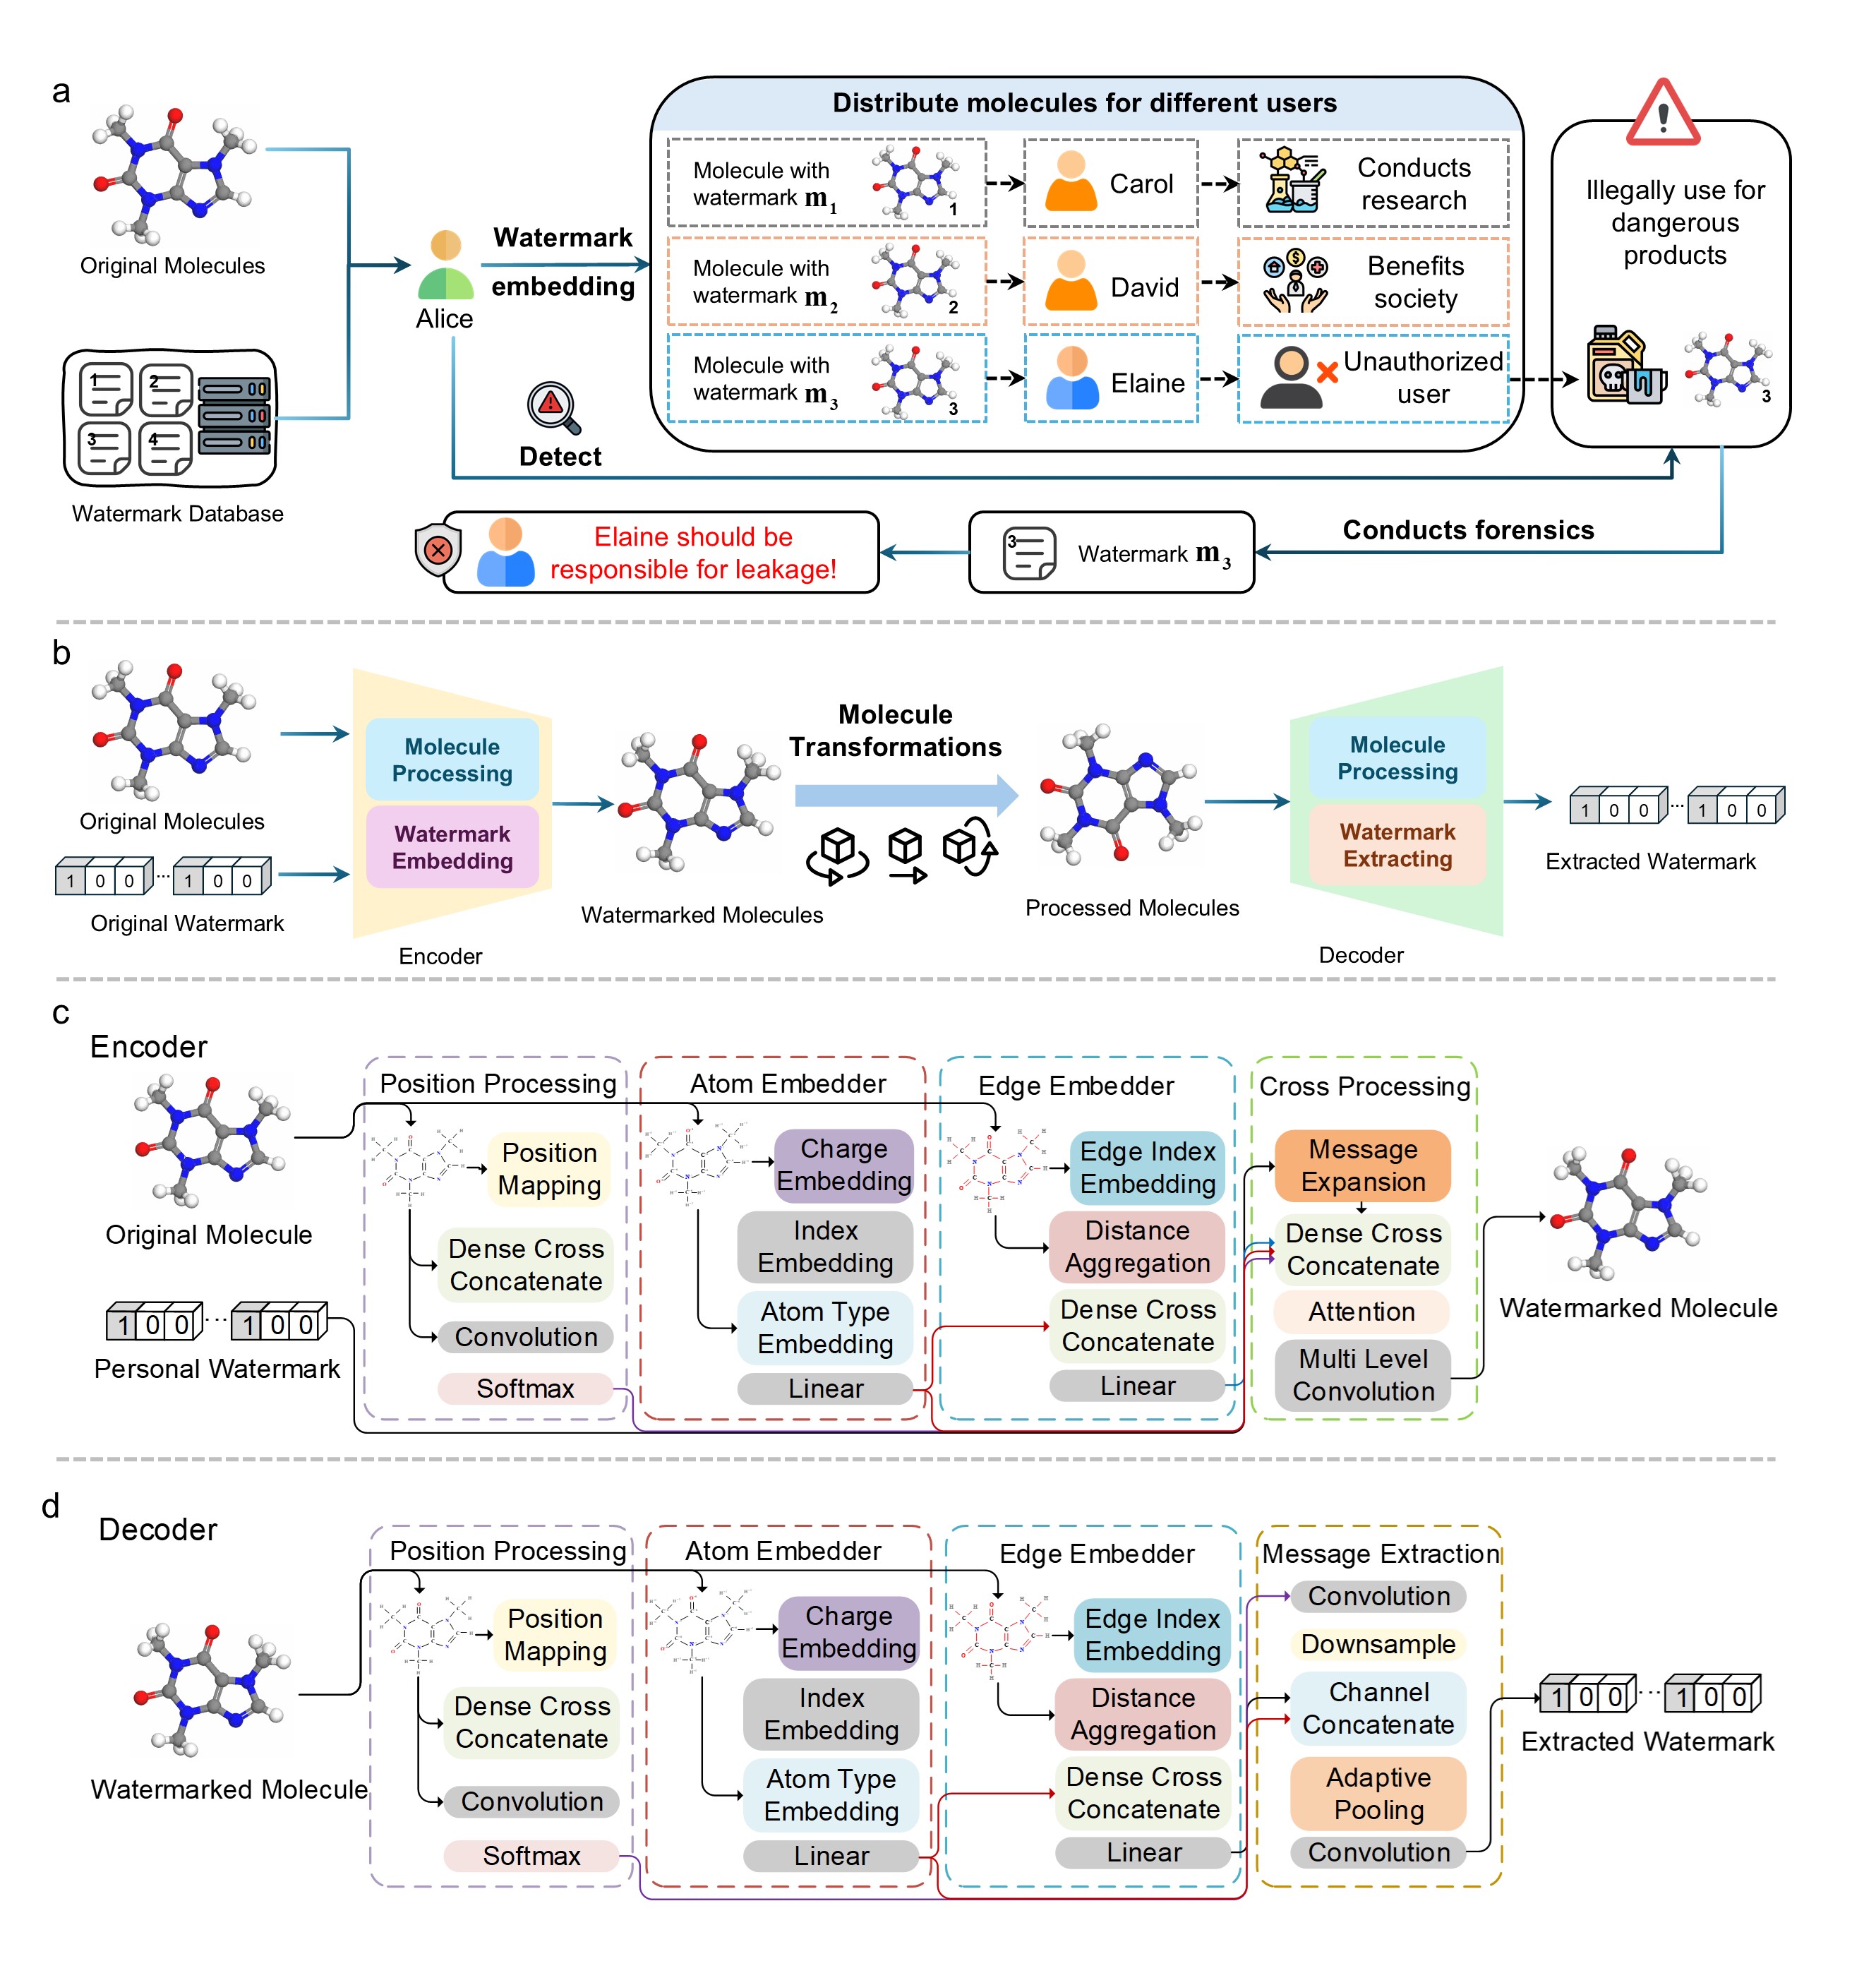 a
Distribute molecules for different users
Original Molecules
Watermark Database
1
2
3
4
Alice
Watermark
embedding
Detect
Molecule with
watermark m1
1
Carol
Conducts
research
Molecule with
watermark m2
2
David
Benefits
society
Molecule with
watermark m3
3
Elaine
Unauthorized
user
Illegally use for
dangerous
products
3
Conducts forensics
3
Watermark m3
Elaine should be
responsible for leakage!
b
Original Molecules
1 0 0 ... 1 0 0
Original Watermark
Molecule
Processing
Watermark
Embedding
Encoder
Watermarked Molecules
Molecule
Transformations
Processed Molecules
Molecule
Processing
Watermark
Extracting
Decoder
1 0 0 ... 1 0 0
Extracted Watermark
c
Encoder
Original Molecule
1 0 0 ... 1 0 0
Personal Watermark
Position Processing
Position
Mapping
Dense Cross
Concatenate
Convolution
Softmax
Atom Embedder
Charge
Embedding
Index
Embedding
Atom Type
Embedding
Linear
Edge Embedder
Edge Index
Embedding
Distance
Aggregation
Dense Cross
Concatenate
Linear
Cross Processing
Message
Expansion
Dense Cross
Concatenate
Attention
Multi Level
Convolution
Watermarked Molecule
d
Decoder
Watermarked Molecule
Position Processing
Position
Mapping
Dense Cross
Concatenate
Convolution
Softmax
Atom Embedder
Charge
Embedding
Index
Embedding
Atom Type
Embedding
Linear
Edge Embedder
Edge Index
Embedding
Distance
Aggregation
Dense Cross
Concatenate
Linear
Message Extraction
Convolution
Downsample
Channel
Concatenate
Adaptive
Pooling
Convolution
1 0 0 ... 1 0 0
Extracted Watermark